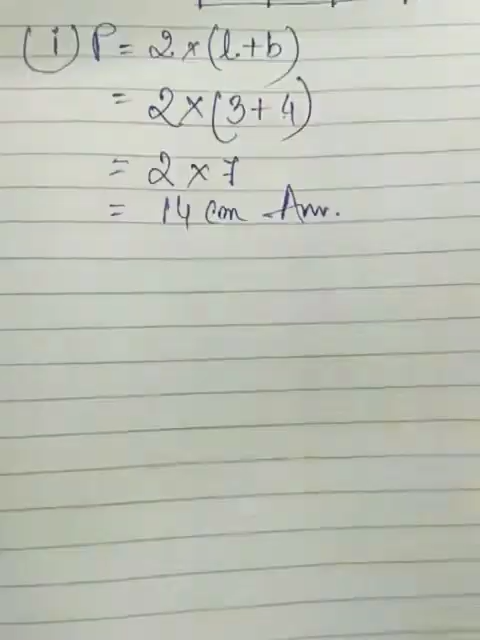 (i) P = 2 × (l + b)
= 2 × (3 + 4)
= 2 × 7
= 14 cm Ans.